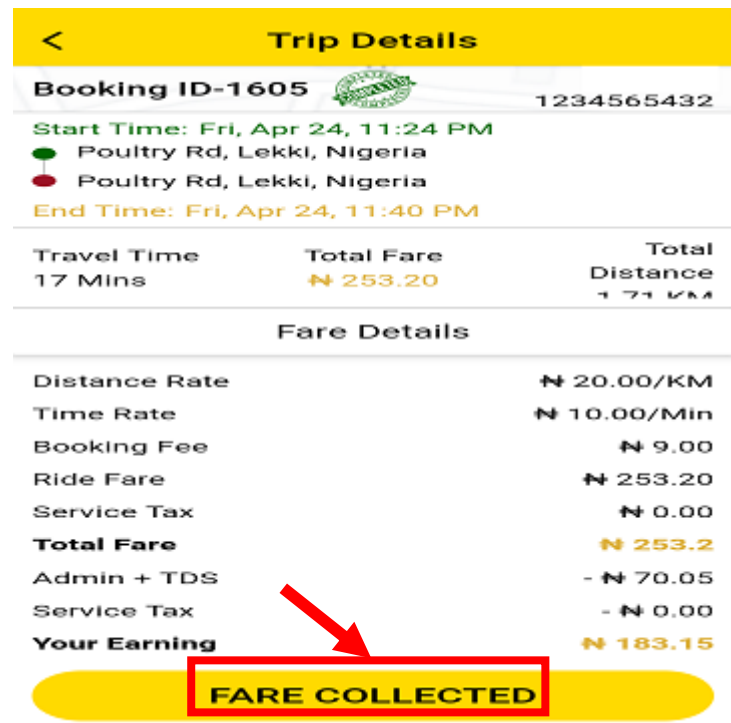 <
Trip Details
Booking ID-1605
1234565432
Start Time: Fri, Apr 24, 11:24 PM
Poultry Rd, Lekki, Nigeria
Poultry Rd, Lekki, Nigeria
End Time: Fri, Apr 24, 11:40 PM
Travel Time Total Fare Total Distance
17 Mins ₦ 253.20 1.71 KM
Fare Details
Distance Rate ₦ 20.00/KM
Time Rate ₦ 10.00/Min
Booking Fee ₦ 9.00
Ride Fare ₦ 253.20
Service Tax ₦ 0.00
Total Fare ₦ 253.2
Admin + TDS - ₦ 70.05
Service Tax - ₦ 0.00
Your Earning ₦ 183.15
FARE COLLECTED